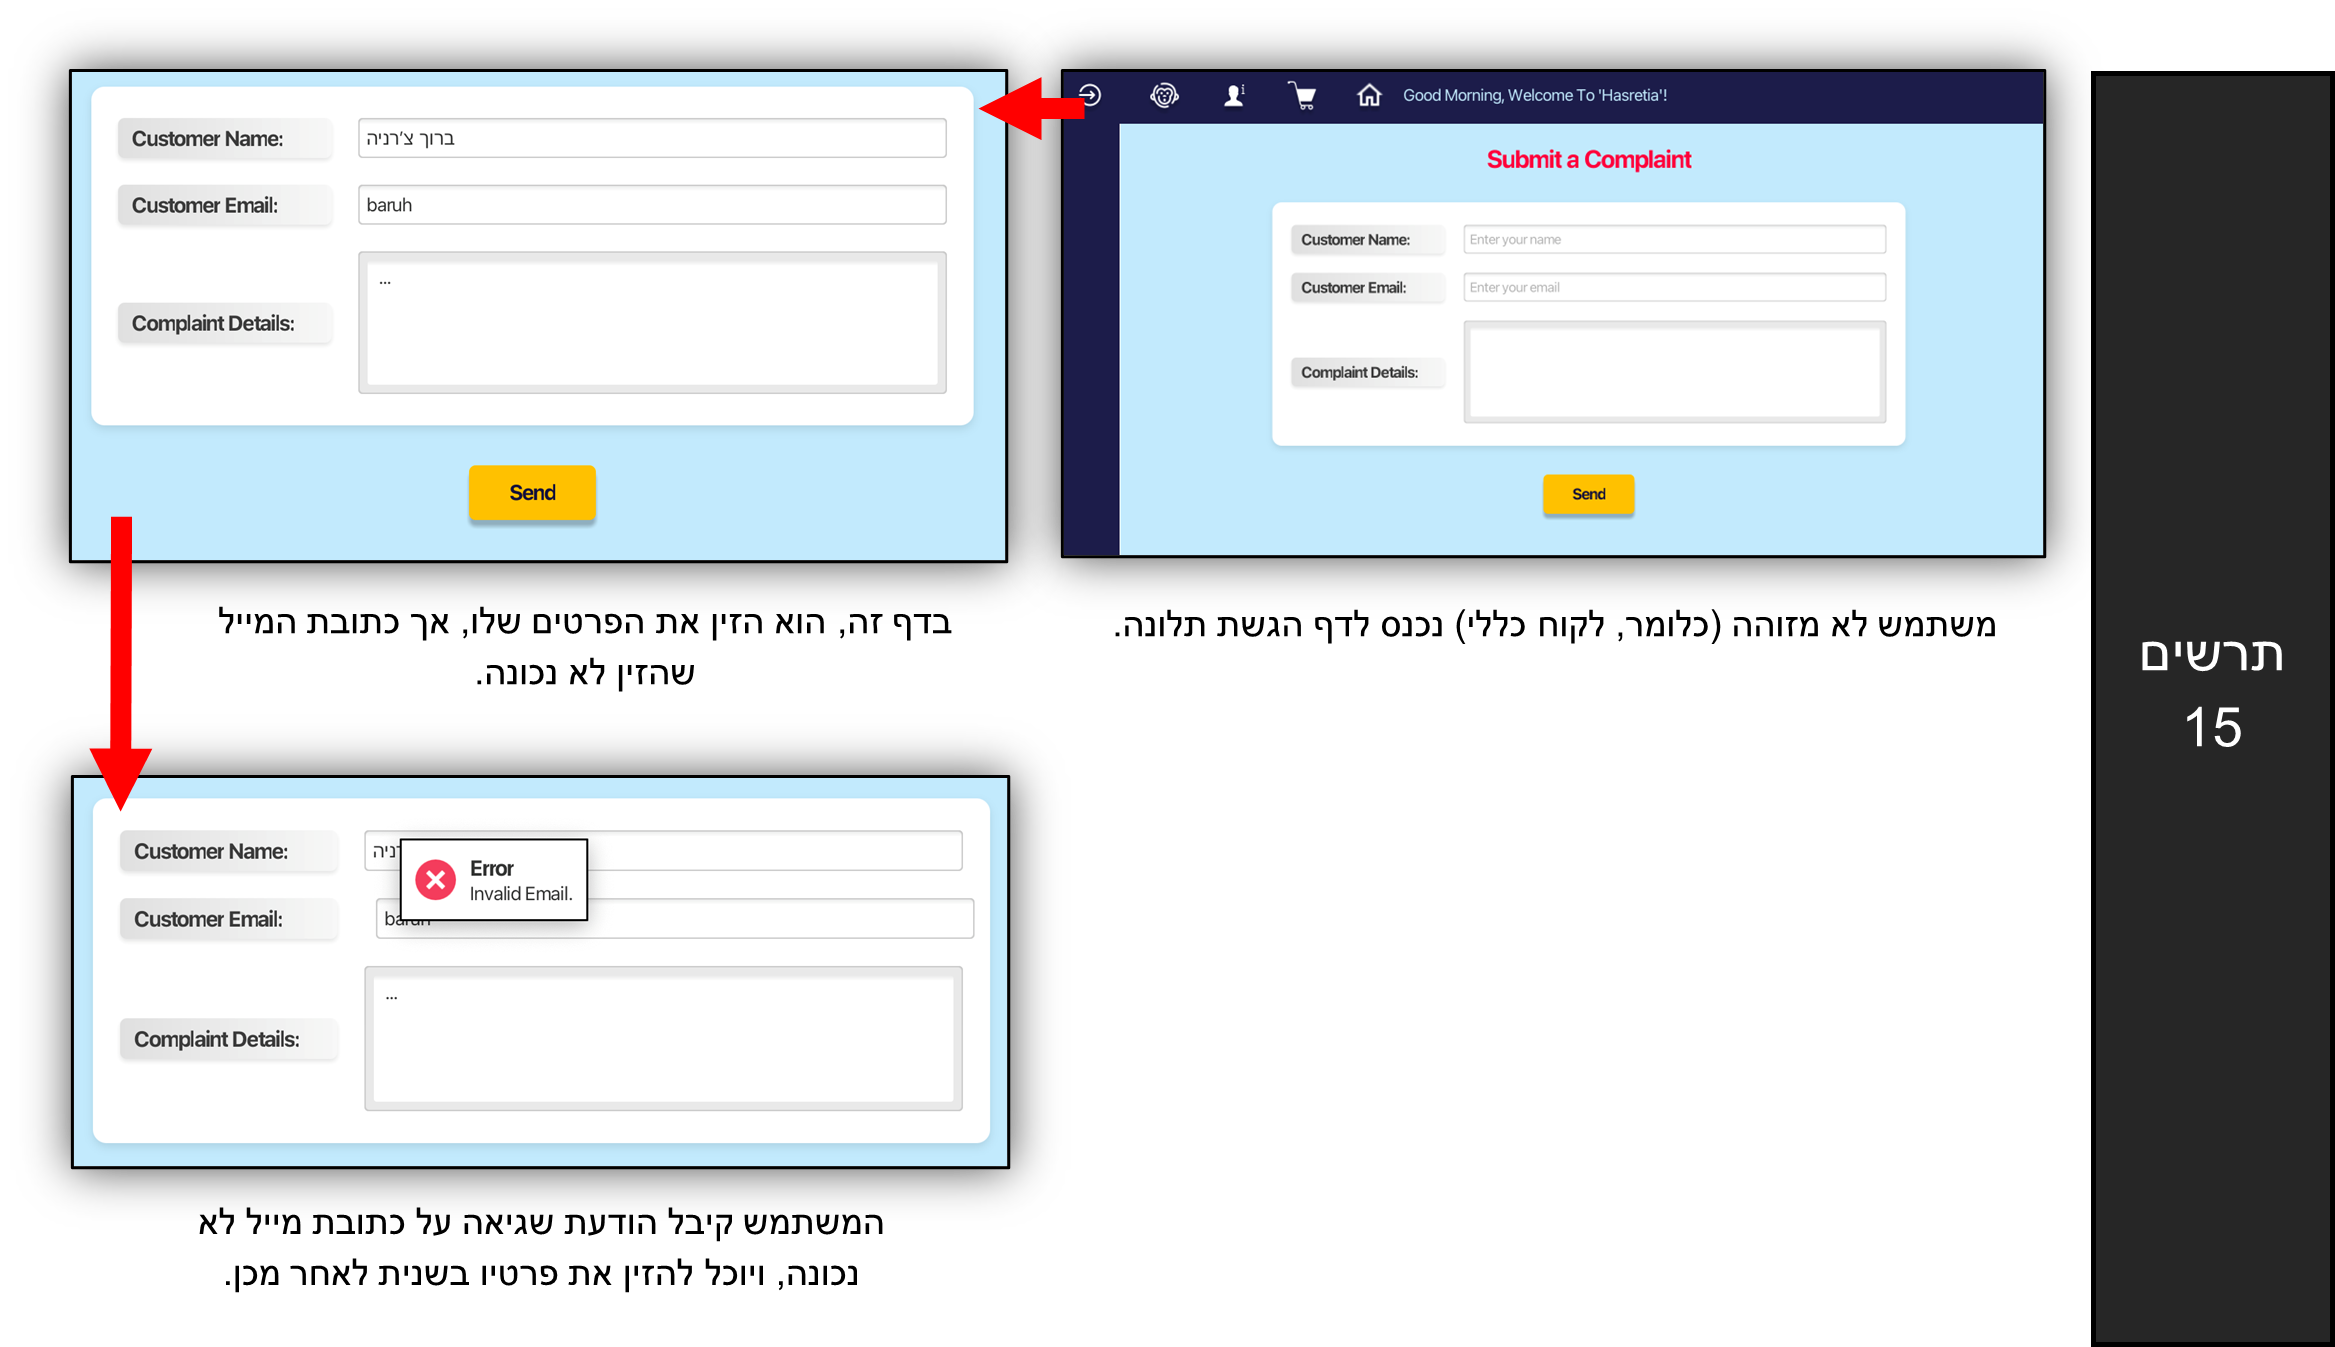 תרשים
15
Good Morning, Welcome To 'Hasretia'!
Submit a Complaint
Customer Name: Enter your name
Customer Email: Enter your email
Complaint Details:
Send
משתמש לא מזוהה (כלומר, לקוח כללי) נכנס לדף הגשת תלונה.
Customer Name: ברוך צ'רניה
Customer Email: baruh
Complaint Details: ...
Send
בדף זה, הוא הזין את הפרטים שלו, אך כתובת המייל
שהזין לא נכונה.
Customer Name:
Error
Invalid Email.
Customer Email: baruh
Complaint Details: ...
המשתמש קיבל הודעת שגיאה על כתובת מייל לא
נכונה, ויוכל להזין את פרטיו בשנית לאחר מכן.